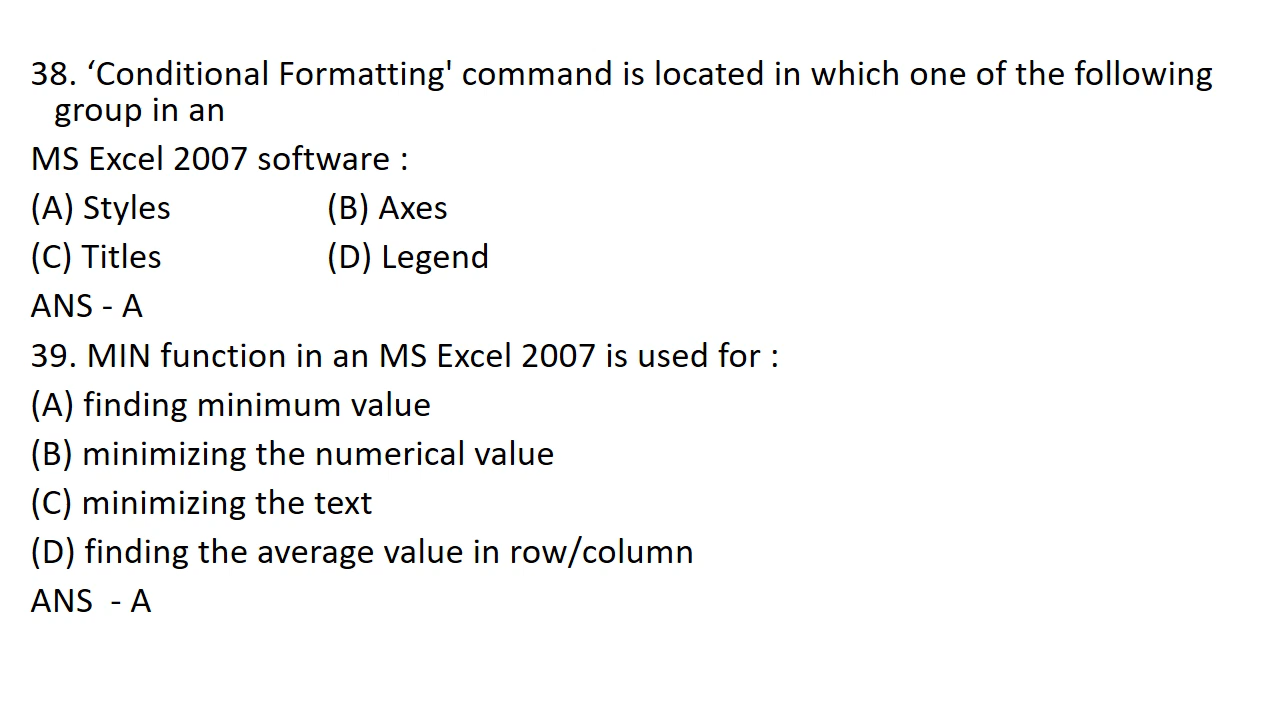 38. ‘Conditional Formatting' command is located in which one of the following
group in an
MS Excel 2007 software :
(A) Styles (B) Axes
(C) Titles (D) Legend
ANS - A
39. MIN function in an MS Excel 2007 is used for :
(A) finding minimum value
(B) minimizing the numerical value
(C) minimizing the text
(D) finding the average value in row/column
ANS  - A